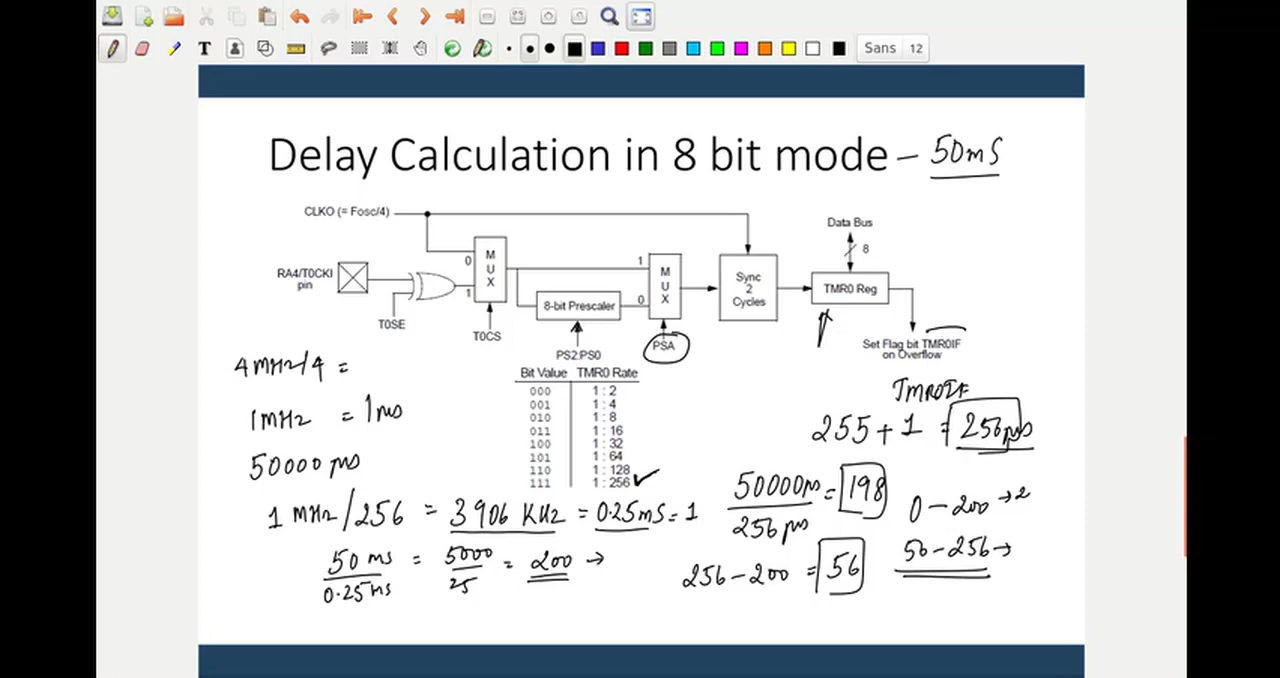 T Sans 12
Delay Calculation in 8 bit mode – 50mS
CLKO (= Fosc/4)
RA4/T0CKI
pin
T0SE
0
1
M
U
X
T0CS
8-bit Prescaler
PS2:PS0
1
0
M
U
X
PSA
Sync
2
Cycles
Data Bus
8
TMR0 Reg
Set Flag bit TMR0IF
on Overflow
Bit Value TMR0 Rate
000 1 : 2
001 1 : 4
010 1 : 8
011 1 : 16
100 1 : 32
101 1 : 64
110 1 : 128
111 1 : 256
4MHz/4 =
1MHz = 1µs
50000 µs
1 MHz/256 = 3906 KHz = 0.25mS = 1
50 ms
0.25ms
= 5000
25
= 200 →
TMR0IF
255 + 1 = 256µs
50000µs
256 µs
= 198
256 – 200 = 56
0 – 200 →
56 – 256 →